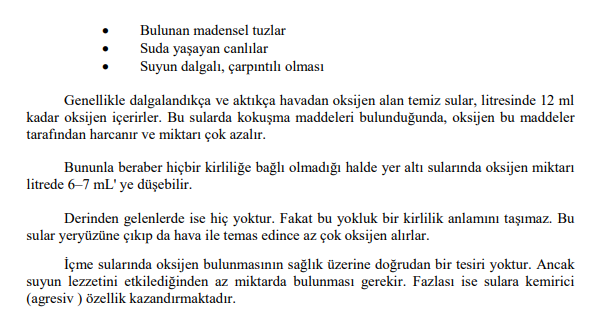 • Bulunan madensel tuzlar
• Suda yaşayan canlılar
• Suyun dalgalı, çarpıntılı olması
Genellikle dalgalandıkça ve aktıkça havadan oksijen alan temiz sular, litresinde 12 ml
kadar oksijen içerirler. Bu sularda kokuşma maddeleri bulunduğunda, oksijen bu maddeler
tarafından harcanır ve miktarı çok azalır.
Bununla beraber hiçbir kirliliğe bağlı olmadığı halde yer altı sularında oksijen miktarı
litrede 6–7 mL' ye düşebilir.
Derinden gelenlerde ise hiç yoktur. Fakat bu yokluk bir kirlilik anlamını taşımaz. Bu
sular yeryüzüne çıkıp da hava ile temas edince az çok oksijen alırlar.
İçme sularında oksijen bulunmasının sağlık üzerine doğrudan bir tesiri yoktur. Ancak
suyun lezzetini etkilediğinden az miktarda bulunması gerekir. Fazlası ise sulara kemirici
(agresiv ) özellik kazandırmaktadır.